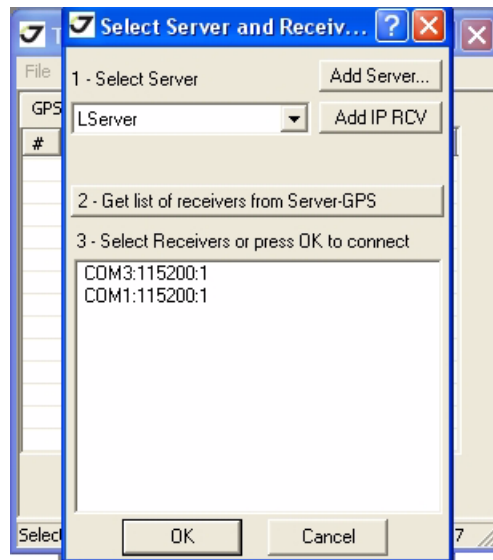 Select Server and Receiv...
File
1 - Select Server
Add Server...
GPS
LServer
Add IP RCV
#
2 - Get list of receivers from Server-GPS
3 - Select Receivers or press OK to connect
COM3:115200:1
COM1:115200:1
Selec
OK
Cancel
7